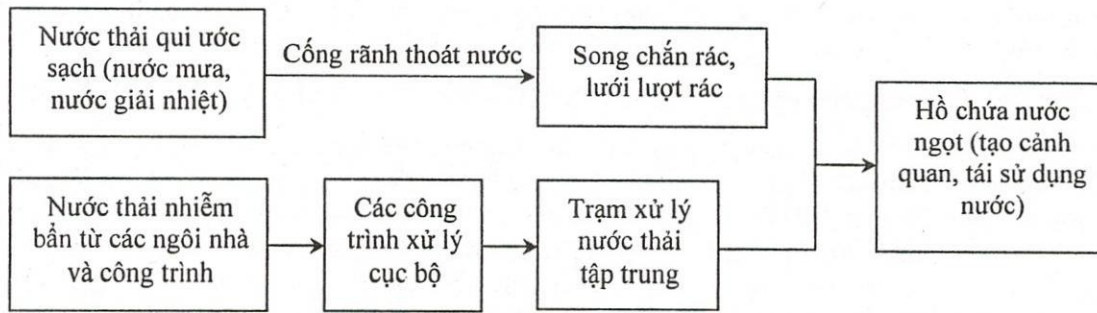 Nước thải qui ước
sạch (nước mưa,
nước giải nhiệt)
Cống rãnh thoát nước
Song chắn rác,
lưới lượt rác
Hồ chứa nước
ngọt (tạo cảnh
quan, tái sử dụng
nước)
Nước thải nhiễm
bẩn từ các ngôi nhà
và công trình
Các công
trình xử lý
cục bộ
Trạm xử lý
nước thải
tập trung